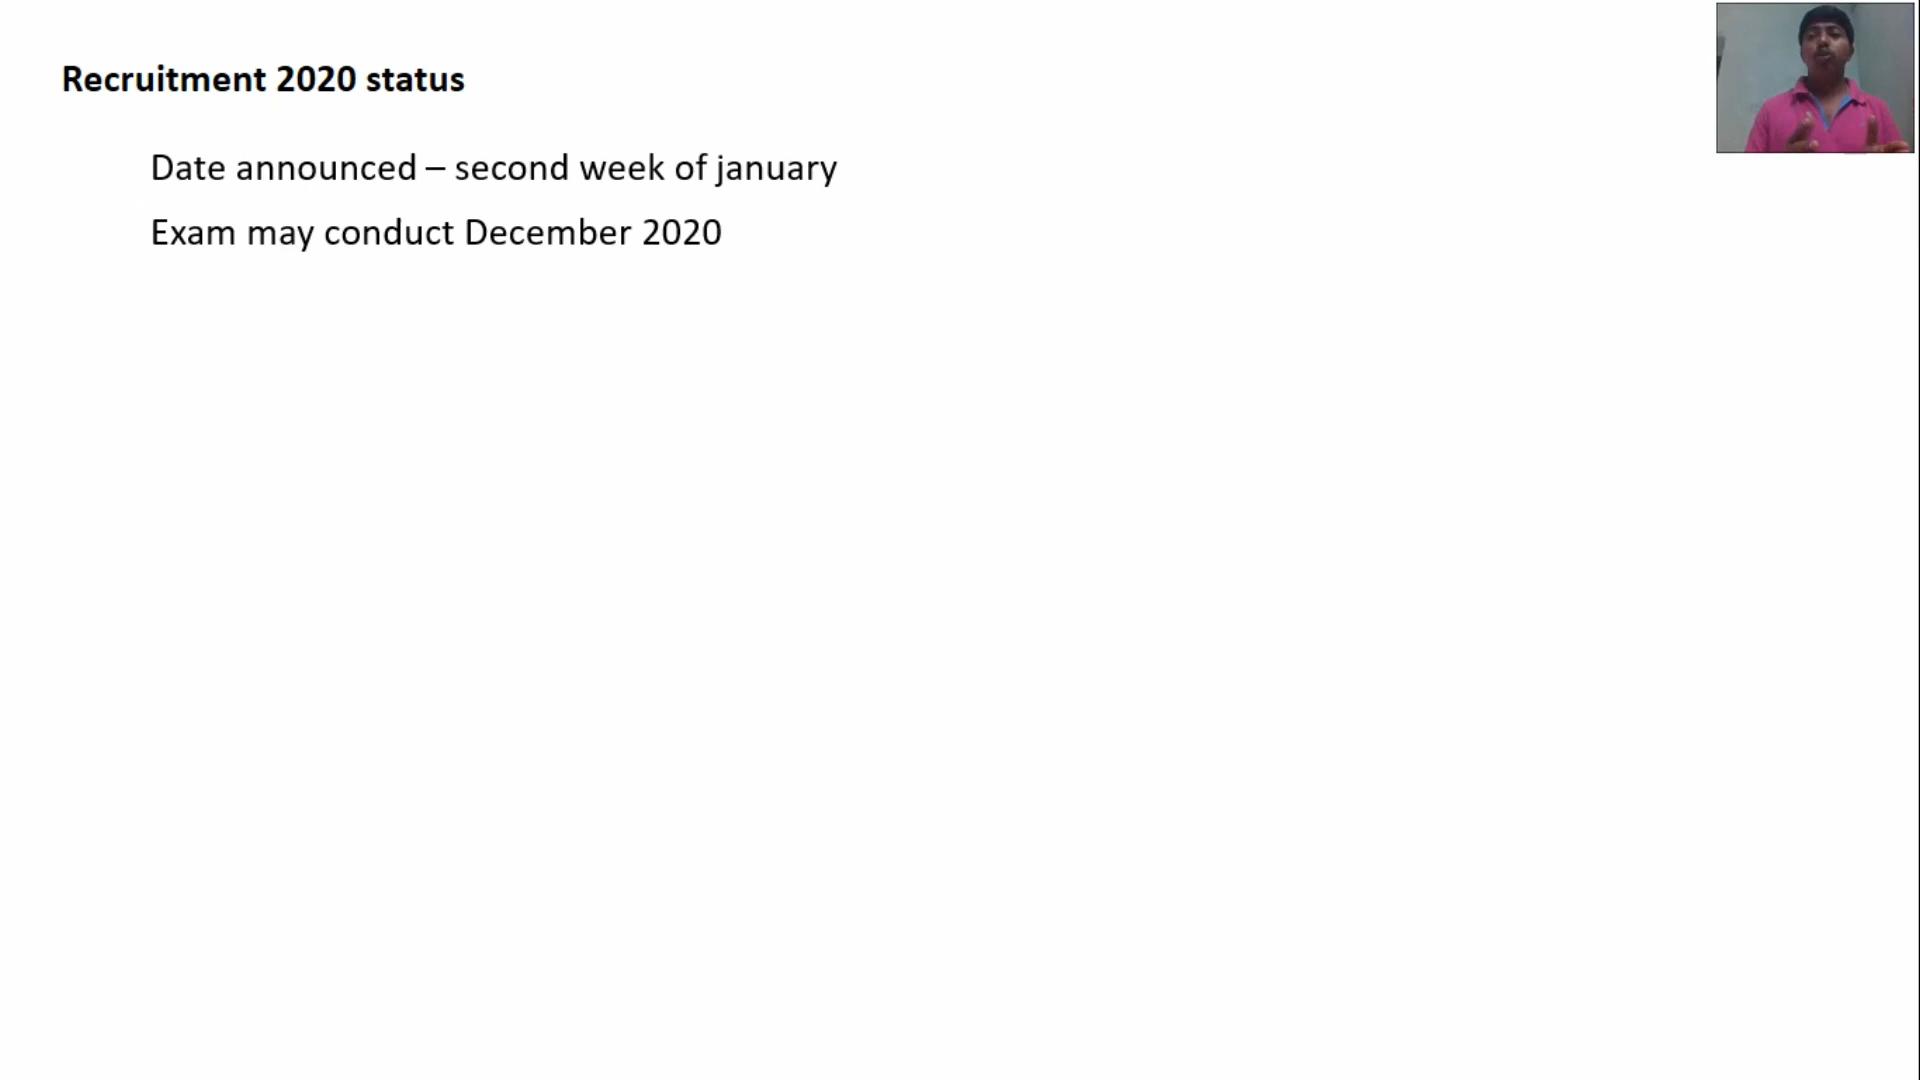 Recruitment 2020 status
Date announced – second week of january
Exam may conduct December 2020